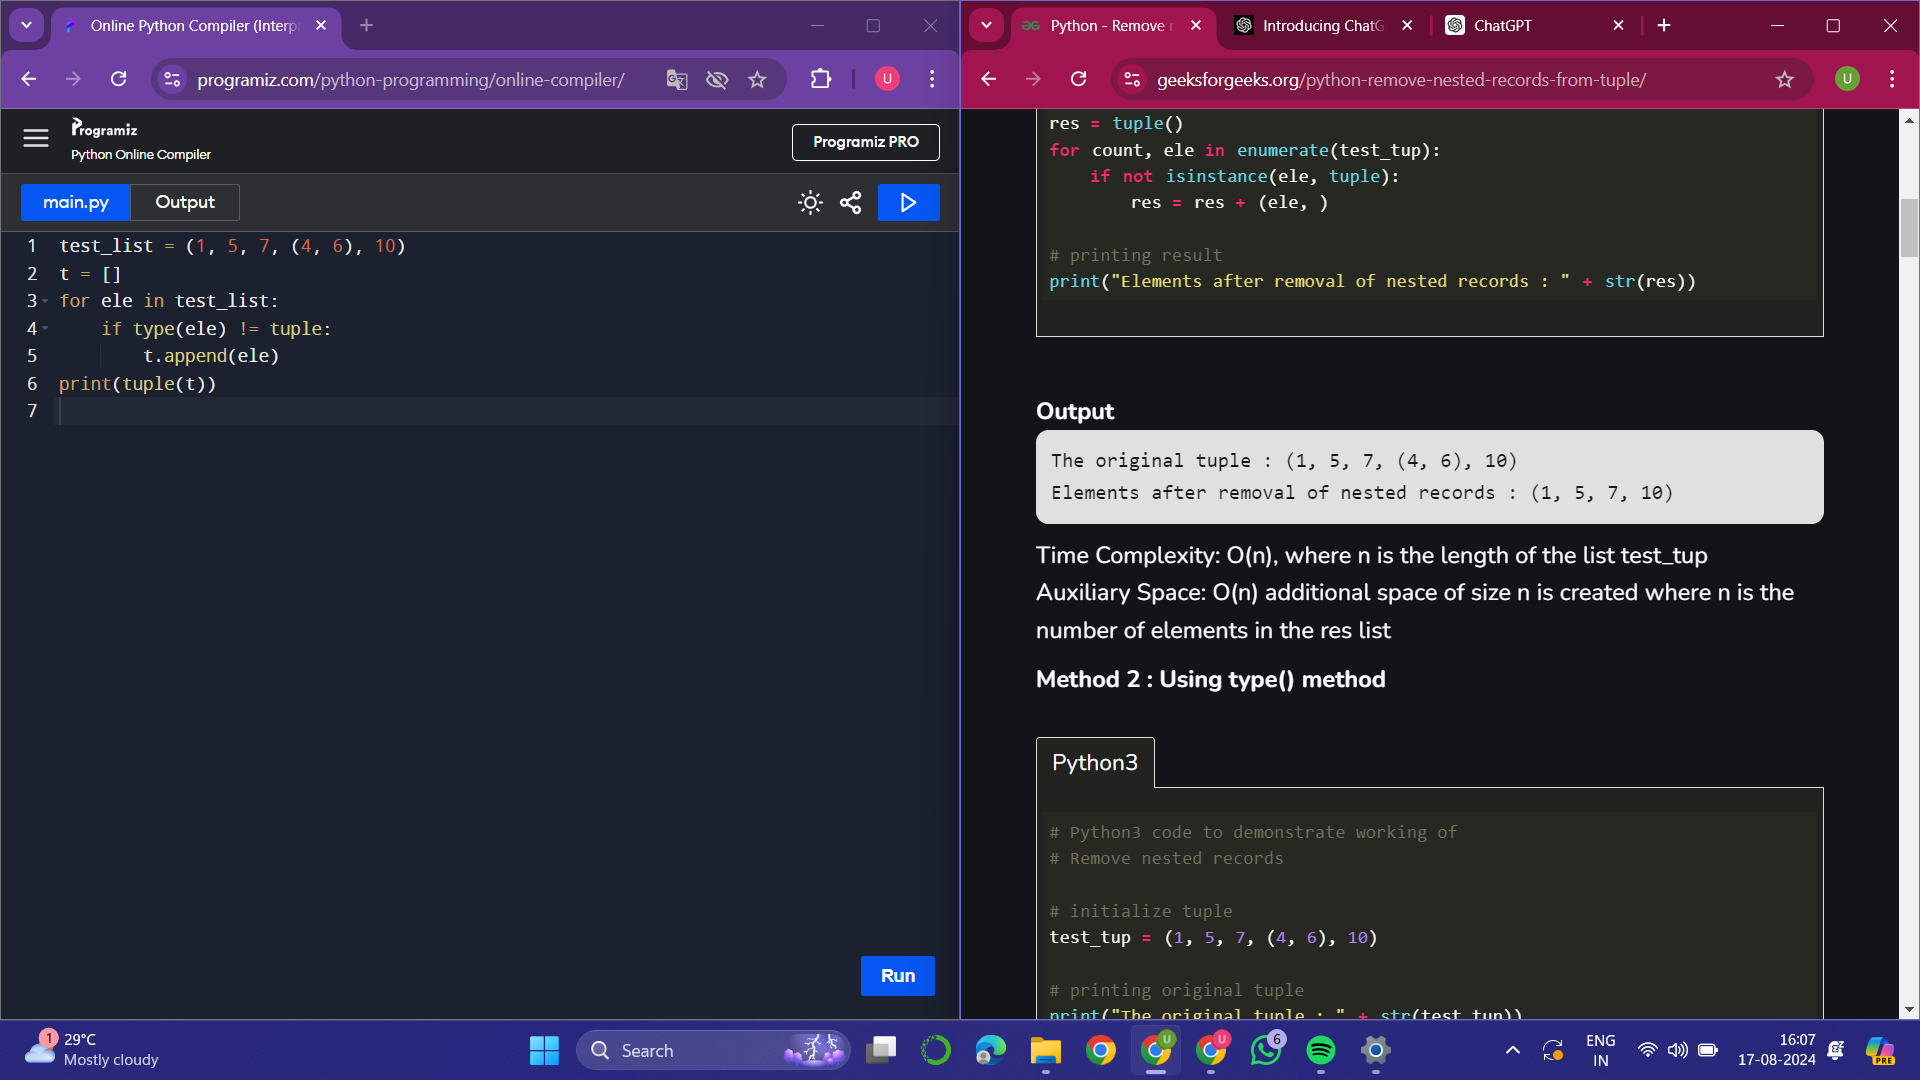 Online Python Compiler (Interp
programiz.com/python-programming/online-compiler/
U
Programiz
Python Online Compiler
Programiz PRO
main.py
Output
1 test_list = (1, 5, 7, (4, 6), 10)
2 t = []
3 for ele in test_list:
4 if type(ele) != tuple:
5 t.append(ele)
6 print(tuple(t))
7
Run
Python - Remove n
Introducing ChatG
ChatGPT
geeksforgeeks.org/python-remove-nested-records-from-tuple/
U
res = tuple()
for count, ele in enumerate(test_tup):
if not isinstance(ele, tuple):
res = res + (ele, )
# printing result
print("Elements after removal of nested records : " + str(res))
Output
The original tuple : (1, 5, 7, (4, 6), 10)
Elements after removal of nested records : (1, 5, 7, 10)
Time Complexity: O(n), where n is the length of the list test_tup
Auxiliary Space: O(n) additional space of size n is created where n is the
number of elements in the res list
Method 2 : Using type() method
Python3
# Python3 code to demonstrate working of
# Remove nested records
# initialize tuple
test_tup = (1, 5, 7, (4, 6), 10)
# printing original tuple
print("The original tuple : " + str(test_tup))
1
29°C
Mostly cloudy
Search
U
U
6
ENG
IN
16:07
17-08-2024
PRE